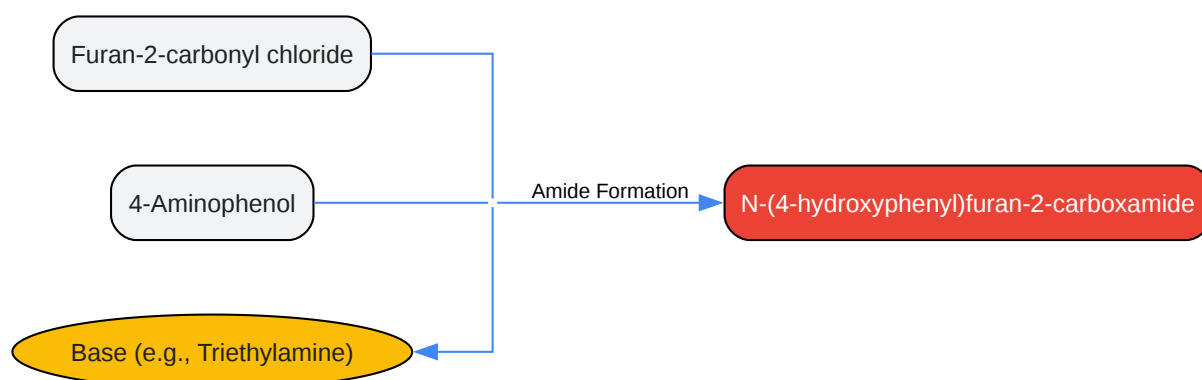 Furan-2-carbonyl chloride
4-Aminophenol
Amide Formation
N-(4-hydroxyphenyl)furan-2-carboxamide
Base (e.g., Triethylamine)